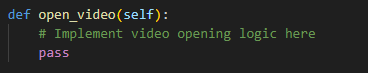 def open_video(self):
    # Implement video opening logic here
    pass